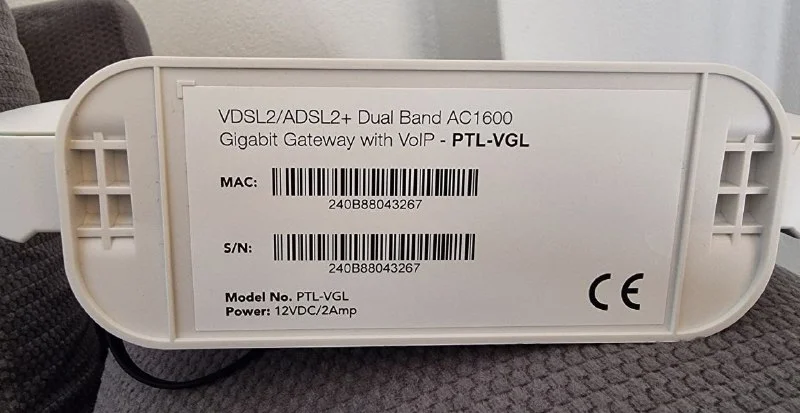 VDSL2/ADSL2+ Dual Band AC1600
Gigabit Gateway with VoIP - PTL-VGL
MAC:
240B88043267
S/N:
240B88043267
Model No. PTL-VGL
Power: 12VDC/2Amp
CE